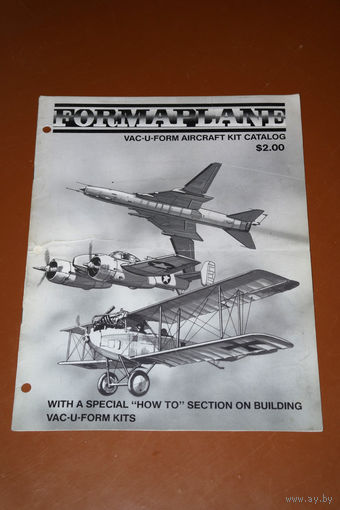 FORMAPLANE
VAC-U-FORM AIRCRAFT KIT CATALOG
$2.00
WITH A SPECIAL "HOW TO" SECTION ON BUILDING
VAC-U-FORM KITS
https://ay.by